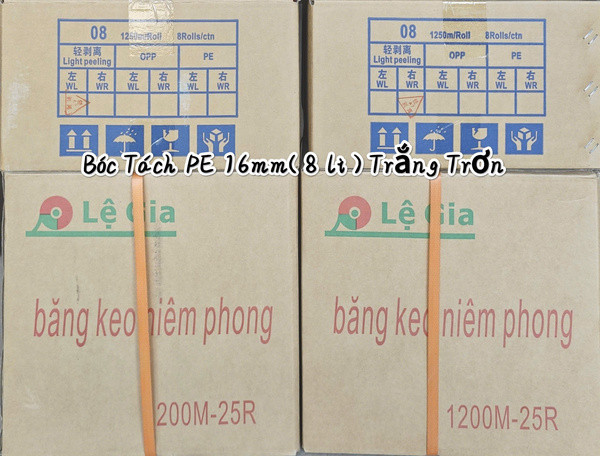 08 1250m/Roll 8Rolls/ctn
轻剥离 OPP PE
Light peeling
左 右 左 右 左 右
WL WR WL WR WL WR
08 1250m/Roll 8Rolls/ctn
轻剥离 OPP PE
Light peeling
左 右 左 右 左 右
WL WR WL WR WL WR
Bóc Tách PE 16mm( 8 lt ) Trắng Trơn
Lệ Gia
băng keo niêm phong
200M-25R
Lệ Gia
băng keo niêm phong
1200M-25R